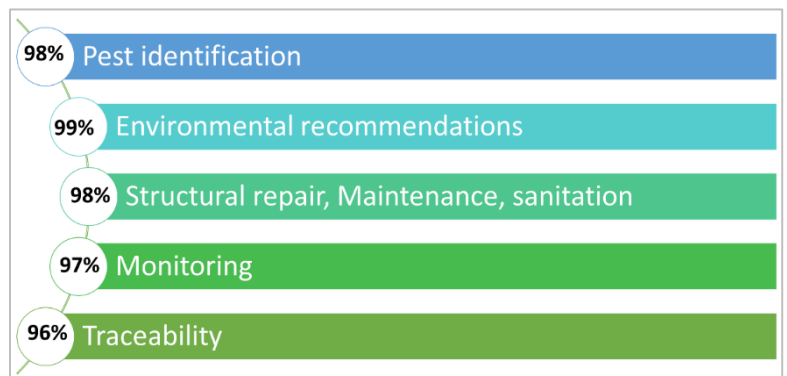 98% Pest identification
99% Environmental recommendations
98% Structural repair, Maintenance, sanitation
97% Monitoring
96% Traceability